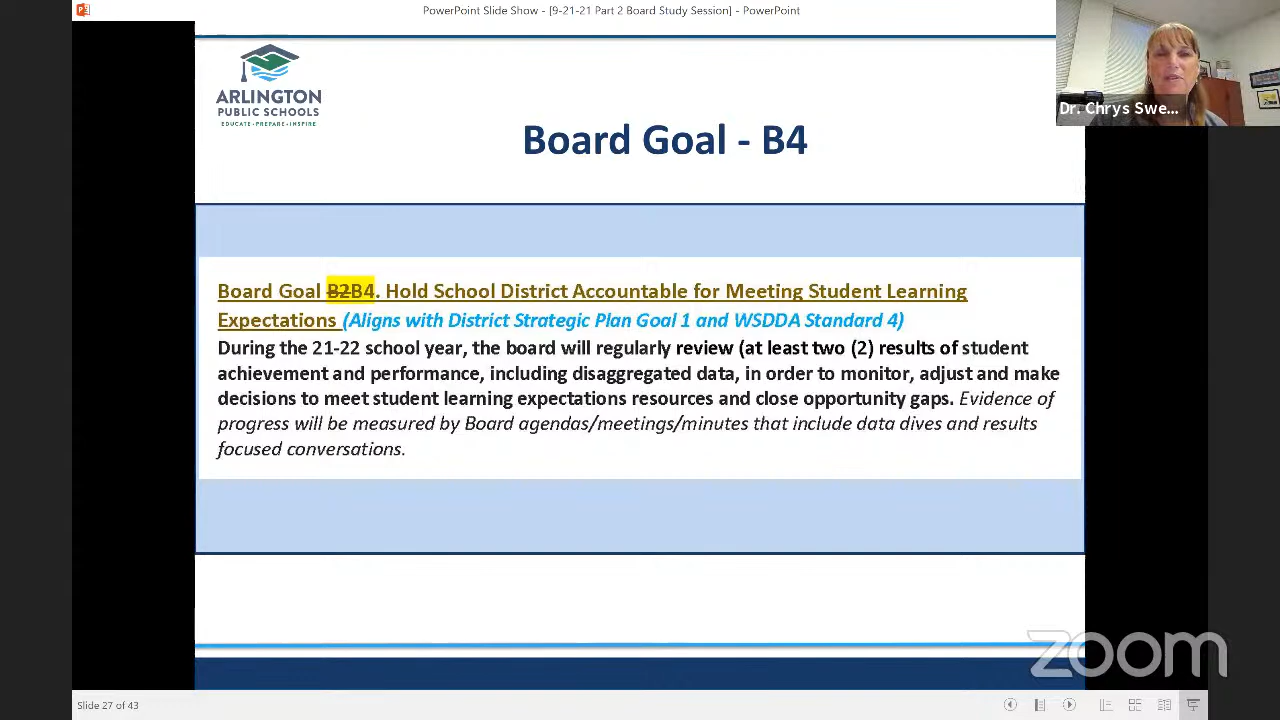 PowerPoint Slide Show - [9-21-21 Part 2 Board Study Session] - PowerPoint
ARLINGTON
PUBLIC SCHOOLS
EDUCATE • PREPARE • INSPIRE
Dr. Chrys Swe...
Board Goal - B4
Board Goal B2B4. Hold School District Accountable for Meeting Student Learning
Expectations (Aligns with District Strategic Plan Goal 1 and WSDDA Standard 4)
During the 21-22 school year, the board will regularly review (at least two (2) results of student
achievement and performance, including disaggregated data, in order to monitor, adjust and make
decisions to meet student learning expectations resources and close opportunity gaps. Evidence of
progress will be measured by Board agendas/meetings/minutes that include data dives and results
focused conversations.
zoom
Slide 27 of 43